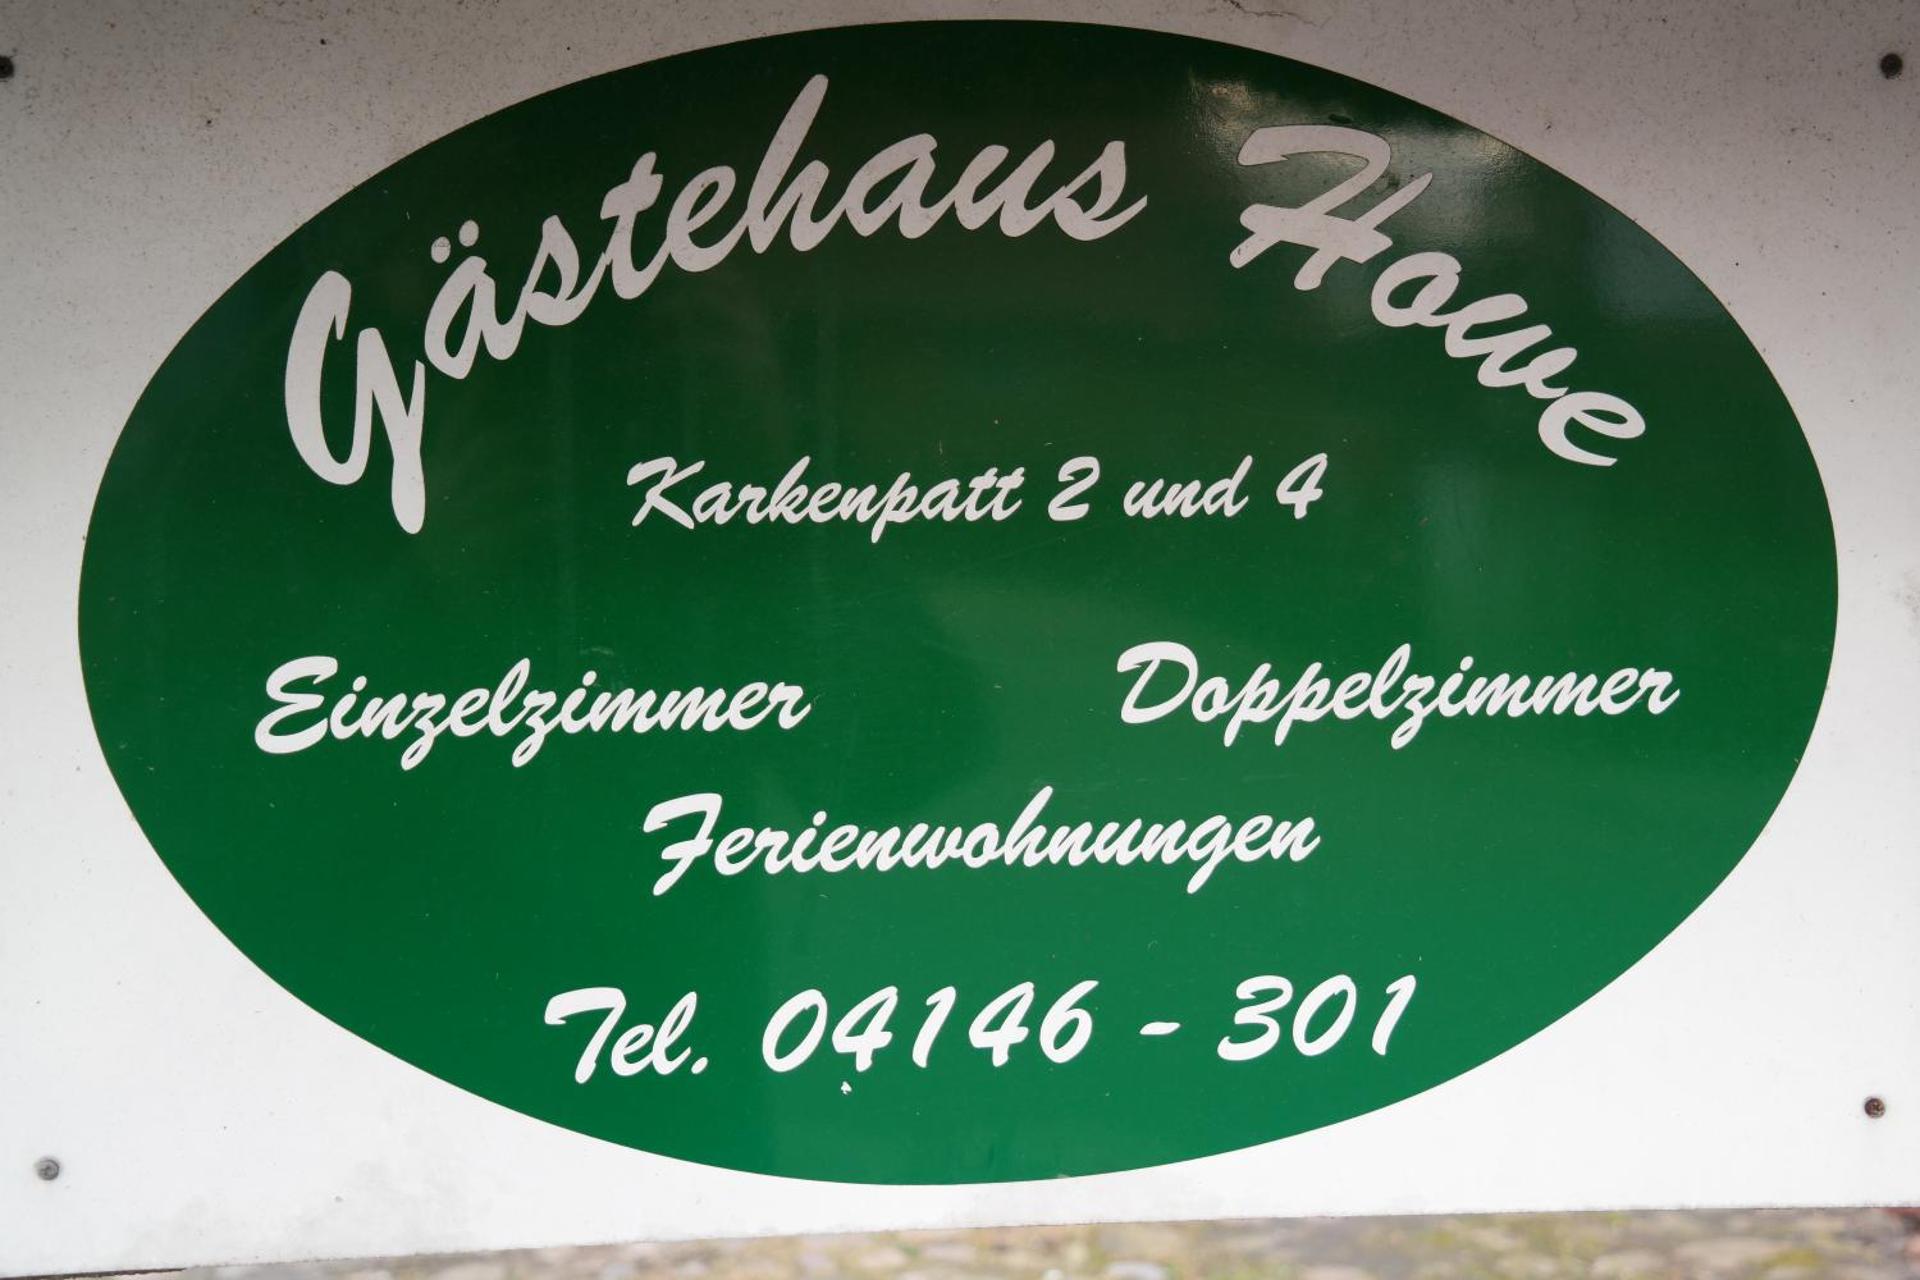 Gästehaus Howe
Karkenpatt 2 und 4
Einzelzimmer Doppelzimmer
Ferienwohnungen
Tel. 04146 - 301